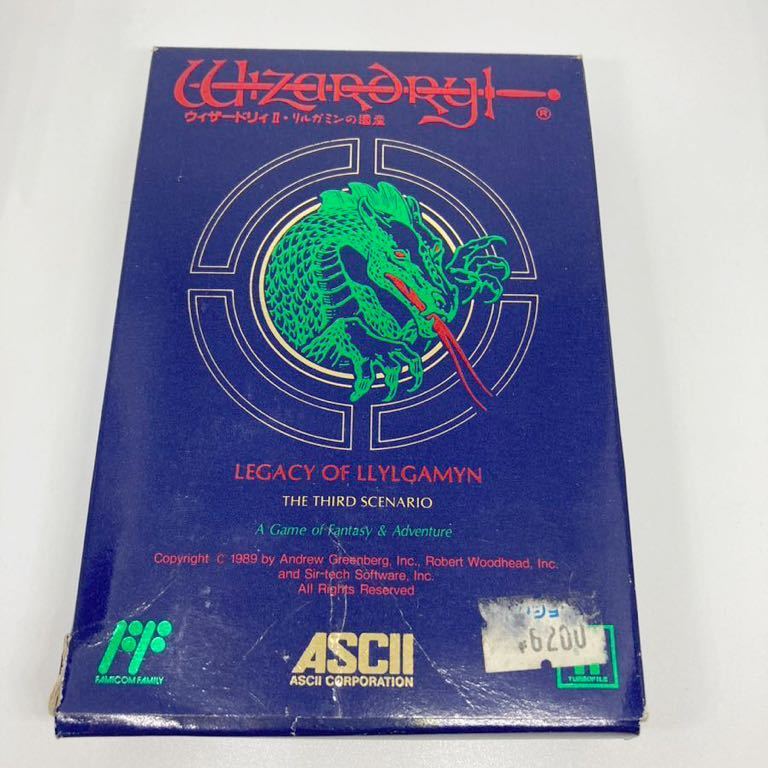 Wizardry
®
ウィザードリィII・リルガミンの遺産
LEGACY OF LLYLGAMYN
THE THIRD SCENARIO
A Game of Fantasy & Adventure
Copyright C 1989 by Andrew Greenberg, Inc., Robert Woodhead, Inc.
and Sir-tech Software, Inc.
All Rights Reserved
FAMICOM FAMILY
ASCII
ASCII CORPORATION
¥6200
TURBOFILE